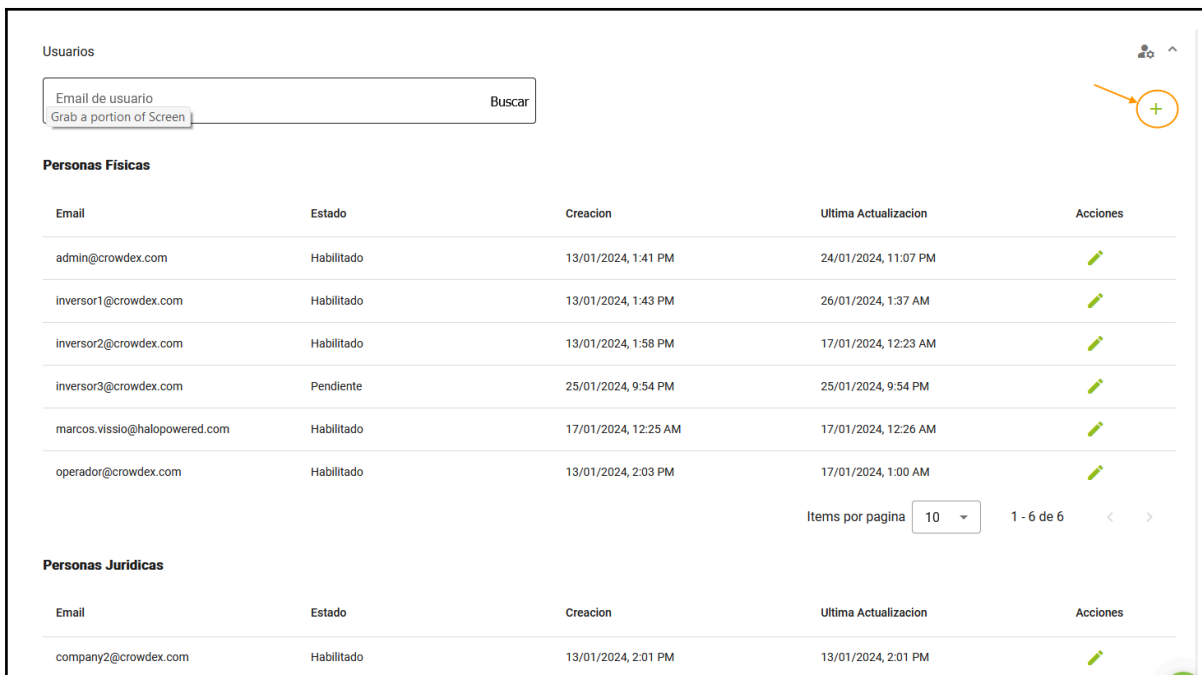 Usuarios
Email de usuario Buscar
Grab a portion of Screen
Personas Físicas
Email Estado Creacion Ultima Actualizacion Acciones
admin@crowdex.com Habilitado 13/01/2024, 1:41 PM 24/01/2024, 11:07 PM
inversor1@crowdex.com Habilitado 13/01/2024, 1:43 PM 26/01/2024, 1:37 AM
inversor2@crowdex.com Habilitado 13/01/2024, 1:58 PM 17/01/2024, 12:23 AM
inversor3@crowdex.com Pendiente 25/01/2024, 9:54 PM 25/01/2024, 9:54 PM
marcos.vissio@halopowered.com Habilitado 17/01/2024, 12:25 AM 17/01/2024, 12:26 AM
operador@crowdex.com Habilitado 13/01/2024, 2:03 PM 17/01/2024, 1:00 AM
Items por pagina 10 1 - 6 de 6
Personas Juridicas
Email Estado Creacion Ultima Actualizacion Acciones
company2@crowdex.com Habilitado 13/01/2024, 2:01 PM 13/01/2024, 2:01 PM